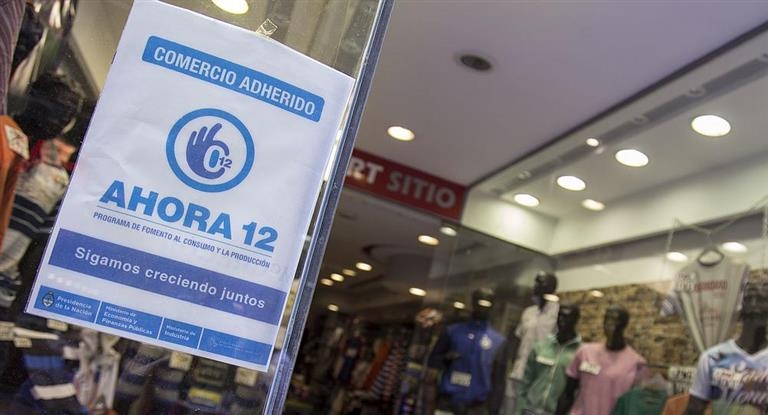 COMERCIO ADHERIDO
12
AHORA 12
PROGRAMA DE FOMENTO AL CONSUMO Y LA PRODUCCIÓN
Sigamos creciendo juntos
Presidencia de la Nación
Ministerio de Economía y Finanzas Públicas
Ministerio de Industria
RT SITIO